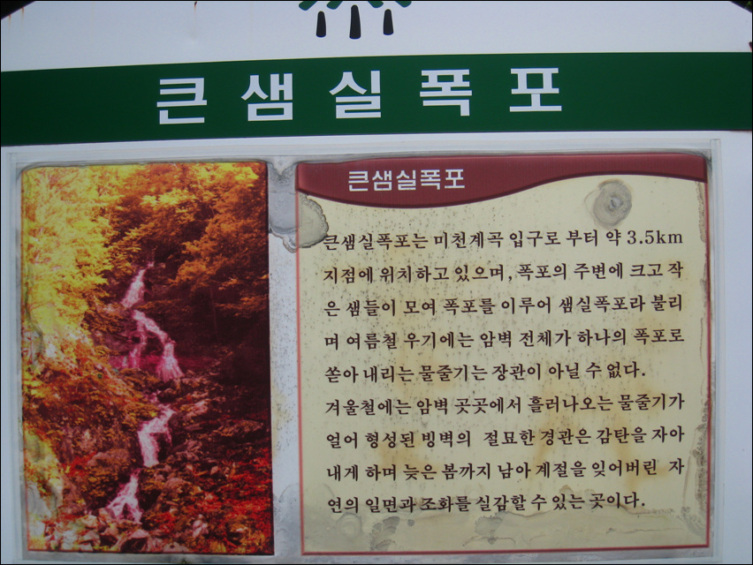 큰샘실폭포
큰샘실폭포
큰샘실폭포는 미천계곡 입구로 부터 약 3.5km
지점에 위치하고 있으며, 폭포의 주변에 크고 작
은 샘들이 모여 폭포를 이루어 샘실폭포라 불리
며 여름철 우기에는 암벽 전체가 하나의 폭포로
쏟아 내리는 물줄기는 장관이 아닐 수 없다.
겨울철에는 암벽 곳곳에서 흘러나오는 물줄기가
얼어 형성된 빙벽의 절묘한 경관은 감탄을 자아
내게 하며 늦은 봄까지 남아 계절을 잊어버린 자
연의 일면과 조화를 실감할 수 있는 곳이다.